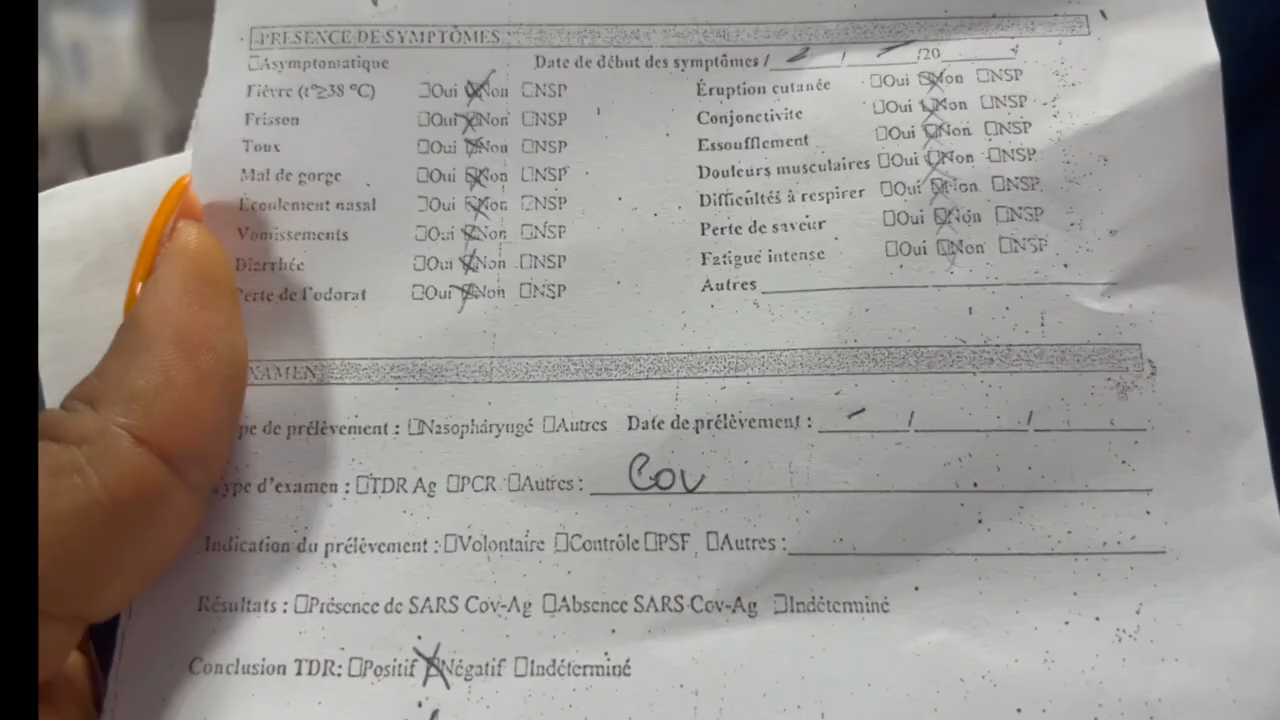 PRESENCE DE SYMPTÔMES
☐Asymptomatique Date de début des symptômes / / /20
Fièvre (t°≥38 °C) ☐Oui ☒Non ☐NSP Éruption cutanée ☐Oui ☒Non ☐NSP
Frisson ☐Oui ☒Non ☐NSP Conjonctivite ☐Oui ☒Non ☐NSP
Toux ☐Oui ☒Non ☐NSP Essoufflement ☐Oui ☒Non ☐NSP
Mal de gorge ☐Oui ☒Non ☐NSP Douleurs musculaires ☐Oui ☒Non ☐NSP
Écoulement nasal ☐Oui ☒Non ☐NSP Difficultés à respirer ☐Oui ☒Non ☐NSP
Vomissements ☐Oui ☒Non ☐NSP Perte de saveur ☐Oui ☒Non ☐NSP
Diarrhée ☐Oui ☒Non ☐NSP Fatigue intense ☐Oui ☒Non ☐NSP
Perte de l'odorat ☐Oui ☒Non ☐NSP Autres
XAMEN
pe de prélèvement : ☐Nasopharyngé ☐Autres Date de prélèvement : / /
Type d'examen : ☐TDR Ag ☐PCR ☐Autres : Cov
Indication du prélèvement : ☐Volontaire ☐Contrôle ☐PSF ☐Autres :
Résultats : ☐Présence de SARS Cov-Ag ☐Absence SARS Cov-Ag ☐Indéterminé
Conclusion TDR: ☐Positif ☒Négatif ☐Indéterminé